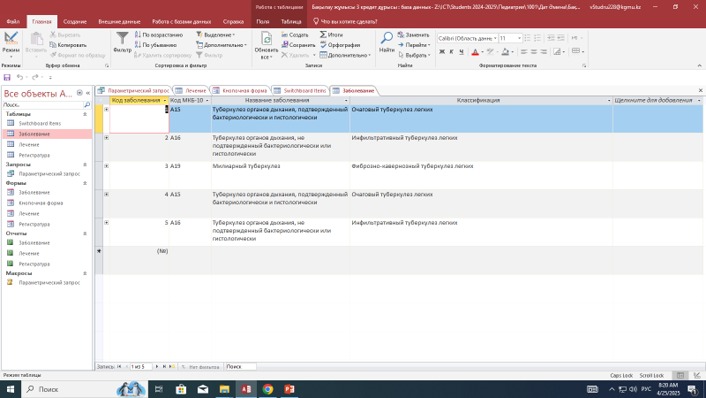 Бақылау жұмысы 3 кредит дұрысы : база данных- Z:\ICT\Students 2024-2025\Педиатрия\1001\
vStudru228@kgmu.kz
Работа с таблицами
Файл Главная Создание Внешние данные Работа с базами данных Справка Поля Таблица Что вы хотите сделать?
Режим
Режимы
Вставить
Вырезать
Копировать
Формат по образцу
Буфер обмена
Фильтр
По возрастанию
По убыванию
Удалить сортировку
Выделение
Дополнительно
Фильтр
Сортировка и фильтр
Обновить все
Создать
Сохранить
Удалить
Итоги
Орфография
Дополнительно
Записи
Найти
Заменить
Перейти
Выбрать
Найти
Calibri (Область данн
11
Ж К Ч
Форматирование текста
Все объекты A...
Поиск...
Таблицы
Switchboard Items
Заболевание
Лечение
Регистратура
Запросы
Параметрический запрос
Формы
Заболевание
Кнопочная форма
Лечение
Регистратура
Отчеты
Заболевание
Лечение
Регистратура
Макросы
Параметрический запрос
Параметрический запрос Лечение Кнопочная форма Switchboard Items Заболевание
Код заболевания Код МКБ-10 Название заболевания Классификация Щелкните для добавления
1 A15 Туберкулез органов дыхания, подтвержденный Очаговый туберкулез легких
бактериологически и гистологически
2 A16 Туберкулез органов дыхания, не Инфильтративный туберкулез легких
подтвержденный бактериологически или
гистологически
3 A19 Милиарный туберкулез Фиброзно-кавернозный туберкулез легких
4 A15 Туберкулез органов дыхания, подтвержденный Очаговый туберкулез легких
бактериологически и гистологически
5 A16 Туберкулез органов дыхания, не Инфильтративный туберкулез легких
подтвержденный бактериологически или
гистологически
(№)
Запись: 1 из 5 Нет фильтра Поиск
Режим таблицы
Caps Lock Scroll Lock
Поиск
РУС
8:20 AM
4/25/2025